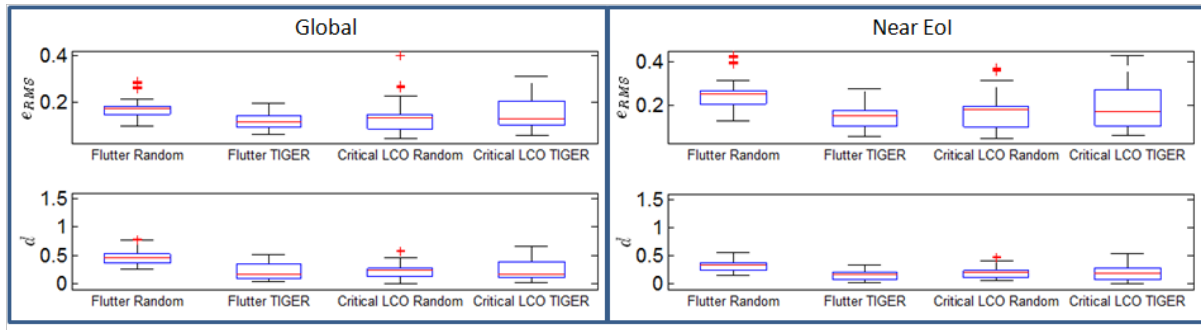 Global
0.4
0.2
eRMS
Flutter Random Flutter TIGER Critical LCO Random Critical LCO TIGER
1.5
1
0.5
0
d
Flutter Random Flutter TIGER Critical LCO Random Critical LCO TIGER
Near EoI
0.4
0.2
eRMS
Flutter Random Flutter TIGER Critical LCO Random Critical LCO TIGER
1.5
1
0.5
0
d
Flutter Random Flutter TIGER Critical LCO Random Critical LCO TIGER